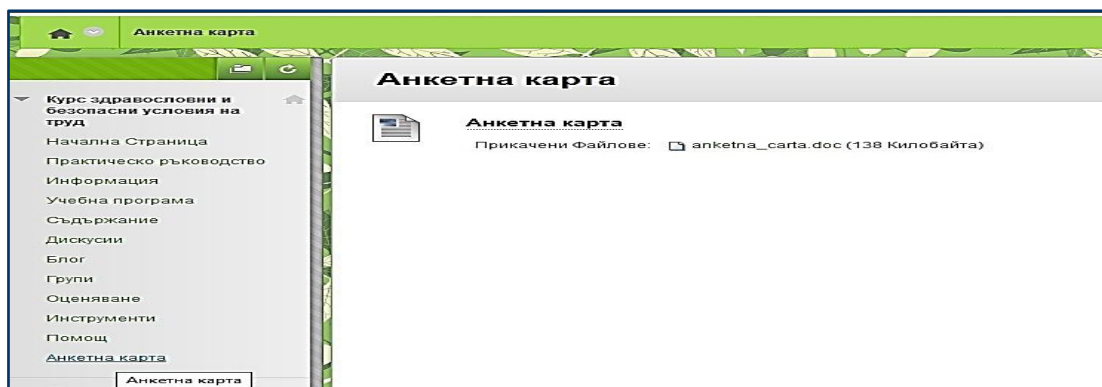 Анкетна карта
Курс здравословни и
безопасни условия на
труд
Начална Страница
Практическо ръководство
Информация
Учебна програма
Съдържание
Дискусии
Блог
Групи
Оценяване
Инструменти
Помощ
Анкетна карта
Анкетна карта
Анкетна карта
Анкетна карта
Прикачени Файлове: anketna_carta.doc (138 Килобайта)